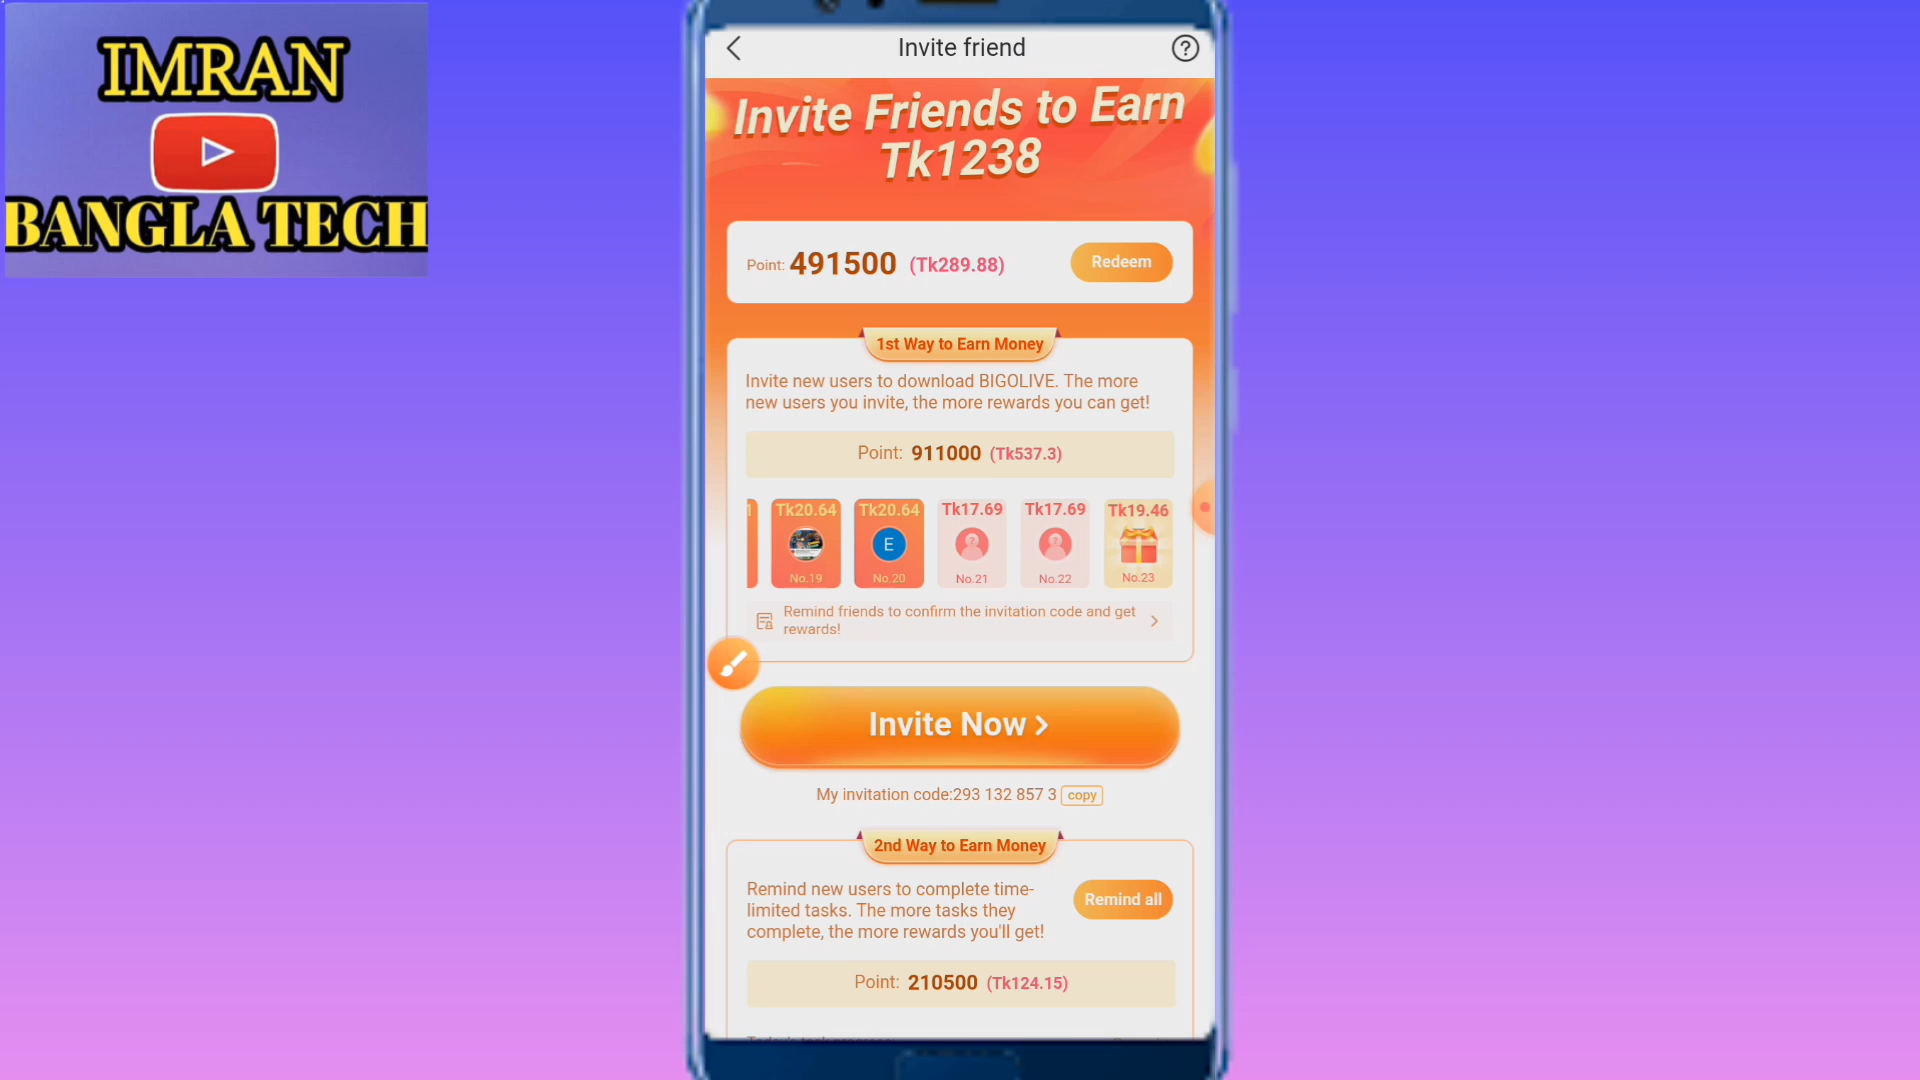 IMRAN
BANGLA TECH
Invite friend
Invite Friends to Earn
Tk1238
Point: 491500 (Tk289.88)
Redeem
1st Way to Earn Money
Invite new users to download BIGOLIVE. The more
new users you invite, the more rewards you can get!
Point: 911000 (Tk537.3)
1 Tk20.64 Tk20.64 Tk17.69 Tk17.69 Tk19.46
E
No.19 No.20 No.21 No.22 No.23
Remind friends to confirm the invitation code and get
rewards!
Invite Now >
My invitation code:293 132 857 3 copy
2nd Way to Earn Money
Remind new users to complete time-
limited tasks. The more tasks they
complete, the more rewards you'll get!
Remind all
Point: 210500 (Tk124.15)